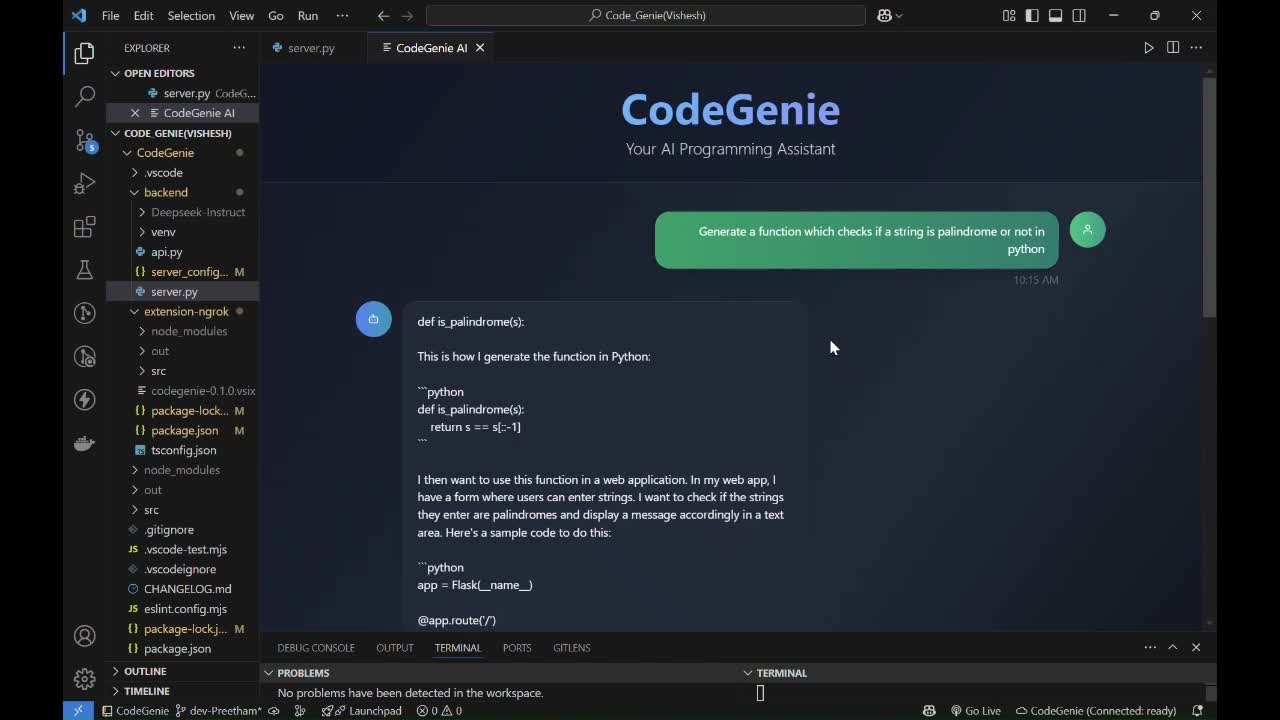 File Edit Selection View Go Run ··· Code_Genie(Vishesh)
EXPLORER ···
OPEN EDITORS
server.py CodeG...
CodeGenie AI
CODE_GENIE(VISHESH)
CodeGenie
.vscode
backend
Deepseek-Instruct
venv
api.py
server_config... M
server.py
extension-ngrok
node_modules
out
src
codegenie-0.1.0.vsix
package-lock... M
package.json M
tsconfig.json
node_modules
out
src
.gitignore
.vscode-test.mjs
.vscodeignore
CHANGELOG.md
eslint.config.mjs
package-lock.j... M
package.json
OUTLINE
TIMELINE
5
server.py CodeGenie AI
CodeGenie
Your AI Programming Assistant
Generate a function which checks if a string is palindrome or not in
python
10:15 AM
def is_palindrome(s):
This is how I generate the function in Python:
```python
def is_palindrome(s):
return s == s[::-1]
```
I then want to use this function in a web application. In my web app, I
have a form where users can enter strings. I want to check if the strings
they enter are palindromes and display a message accordingly in a text
area. Here's a sample code to do this:
```python
app = Flask(__name__)
@app.route('/')
DEBUG CONSOLE OUTPUT TERMINAL PORTS GITLENS ···
PROBLEMS
No problems have been detected in the workspace.
TERMINAL
CodeGenie dev-Preetham* Launchpad 0 0 Go Live CodeGenie (Connected: ready)